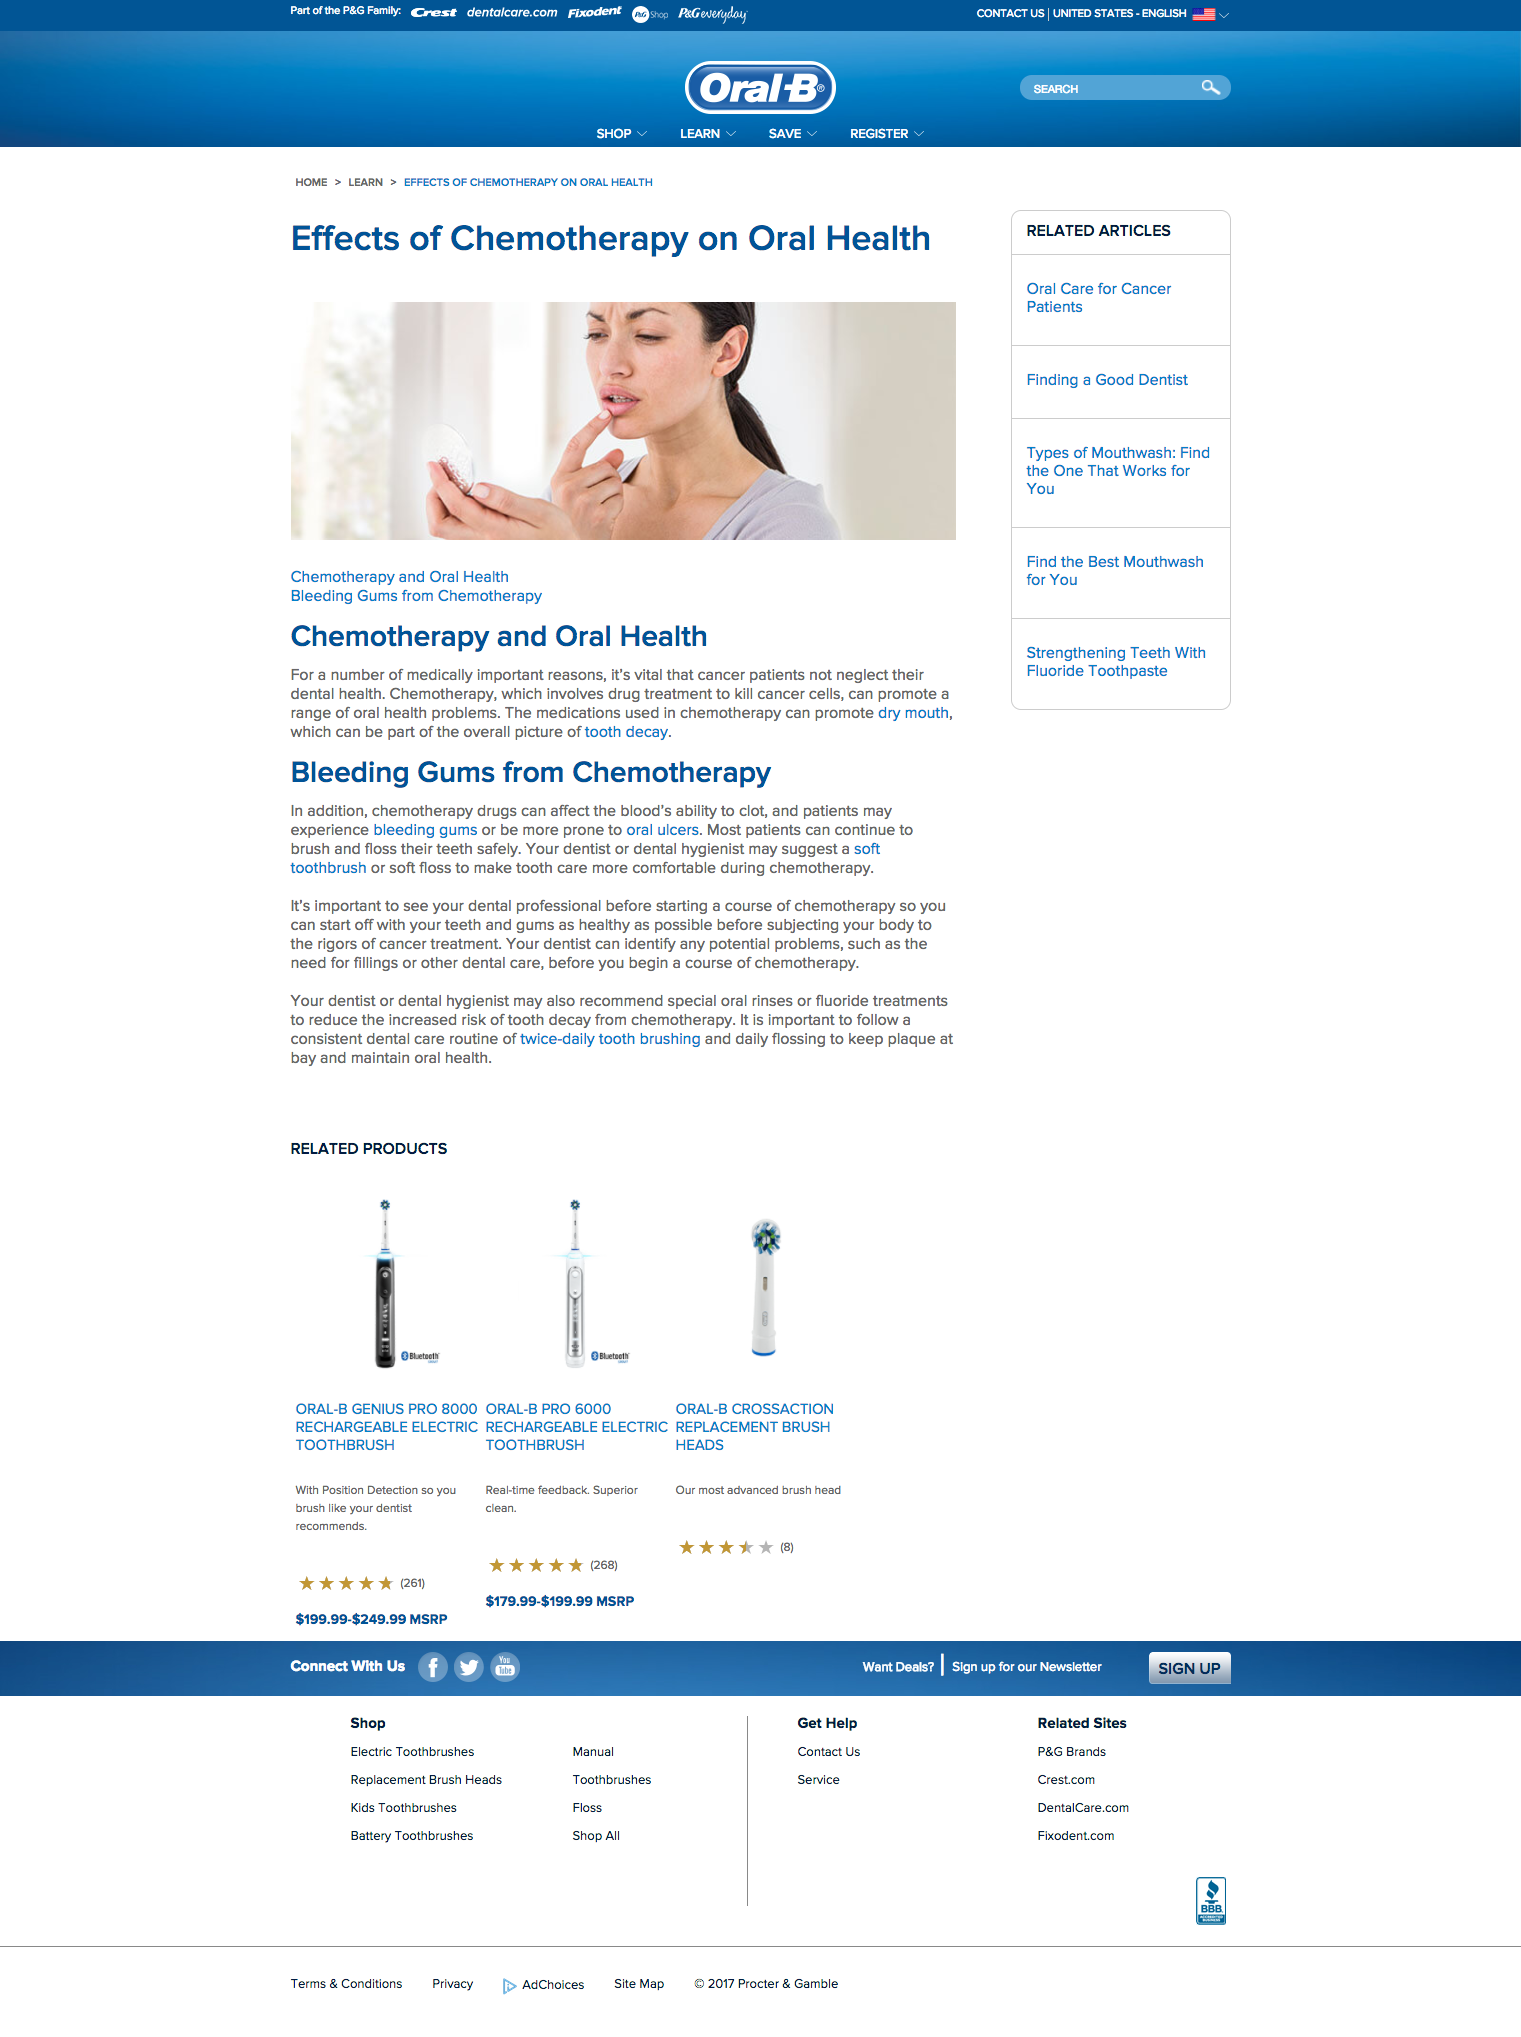 Part of the P&G Family: Crest dentalcare.com Fixodent P&G Shop P&G everyday
CONTACT US | UNITED STATES - ENGLISH
Oral-B®
SEARCH
SHOP LEARN SAVE REGISTER
HOME > LEARN > EFFECTS OF CHEMOTHERAPY ON ORAL HEALTH
Effects of Chemotherapy on Oral Health
Chemotherapy and Oral Health
Bleeding Gums from Chemotherapy
Chemotherapy and Oral Health
For a number of medically important reasons, it's vital that cancer patients not neglect their
dental health. Chemotherapy, which involves drug treatment to kill cancer cells, can promote a
range of oral health problems. The medications used in chemotherapy can promote dry mouth,
which can be part of the overall picture of tooth decay.
Bleeding Gums from Chemotherapy
In addition, chemotherapy drugs can affect the blood's ability to clot, and patients may
experience bleeding gums or be more prone to oral ulcers. Most patients can continue to
brush and floss their teeth safely. Your dentist or dental hygienist may suggest a soft
toothbrush or soft floss to make tooth care more comfortable during chemotherapy.
It's important to see your dental professional before starting a course of chemotherapy so you
can start off with your teeth and gums as healthy as possible before subjecting your body to
the rigors of cancer treatment. Your dentist can identify any potential problems, such as the
need for fillings or other dental care, before you begin a course of chemotherapy.
Your dentist or dental hygienist may also recommend special oral rinses or fluoride treatments
to reduce the increased risk of tooth decay from chemotherapy. It is important to follow a
consistent dental care routine of twice-daily tooth brushing and daily flossing to keep plaque at
bay and maintain oral health.
RELATED ARTICLES
Oral Care for Cancer
Patients
Finding a Good Dentist
Types of Mouthwash: Find
the One That Works for
You
Find the Best Mouthwash
for You
Strengthening Teeth With
Fluoride Toothpaste
RELATED PRODUCTS
Bluetooth
ORAL-B GENIUS PRO 8000
RECHARGEABLE ELECTRIC
TOOTHBRUSH
With Position Detection so you
brush like your dentist
recommends.
(261)
$199.99-$249.99 MSRP
Bluetooth
ORAL-B PRO 6000
RECHARGEABLE ELECTRIC
TOOTHBRUSH
Real-time feedback. Superior
clean.
(268)
$179.99-$199.99 MSRP
ORAL-B CROSSACTION
REPLACEMENT BRUSH
HEADS
Our most advanced brush head
(8)
Connect With Us
You
Tube
Want Deals? | Sign up for our Newsletter
SIGN UP
Shop
Electric Toothbrushes
Replacement Brush Heads
Kids Toothbrushes
Battery Toothbrushes
Manual
Toothbrushes
Floss
Shop All
Get Help
Contact Us
Service
Related Sites
P&G Brands
Crest.com
DentalCare.com
Fixodent.com
BBB
ACCREDITED
BUSINESS
Terms & Conditions Privacy AdChoices Site Map © 2017 Procter & Gamble